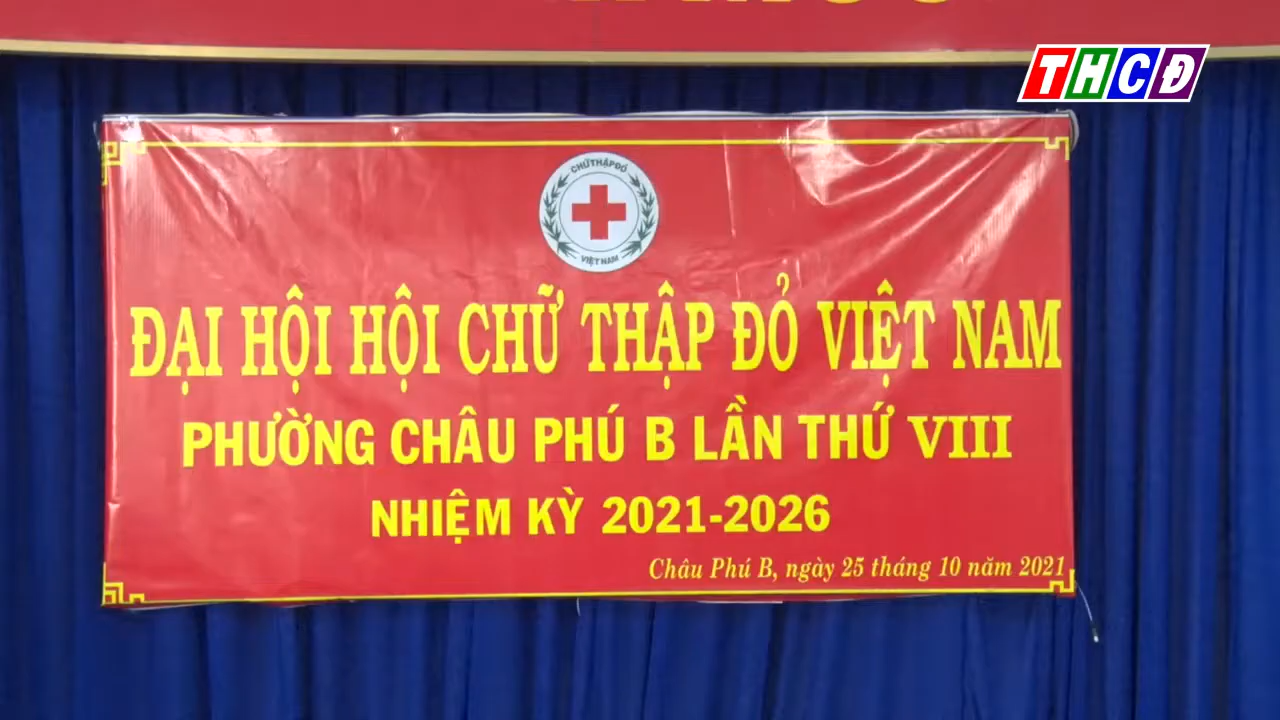 THCĐ
CHỮ THẬP ĐỎ
VIỆT NAM
ĐẠI HỘI HỘI CHỮ THẬP ĐỎ VIỆT NAM
PHƯỜNG CHÂU PHÚ B LẦN THỨ VIII
NHIỆM KỲ 2021-2026
Châu Phú B, ngày 25 tháng 10 năm 2021